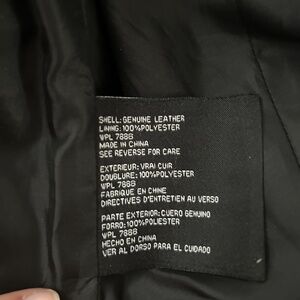 SHELL: GENUINE LEATHER
LINING: 100%POLYESTER
WPL 7888
MADE IN CHINA
SEE REVERSE FOR CARE
EXTERIEUR: VRAI CUIR
DOUBLURE: 100%POLYESTER
WPL 7888
FABRIQUE EN CHINE
DIRECTIVES D'ENTRETIEN AU VERSO
PARTE EXTERIOR: CUERO GENUINO
FORRO: 100%POLIESTER
WPL 7888
HECHO EN CHINA
VER AL DORSO PARA EL CUIDADO